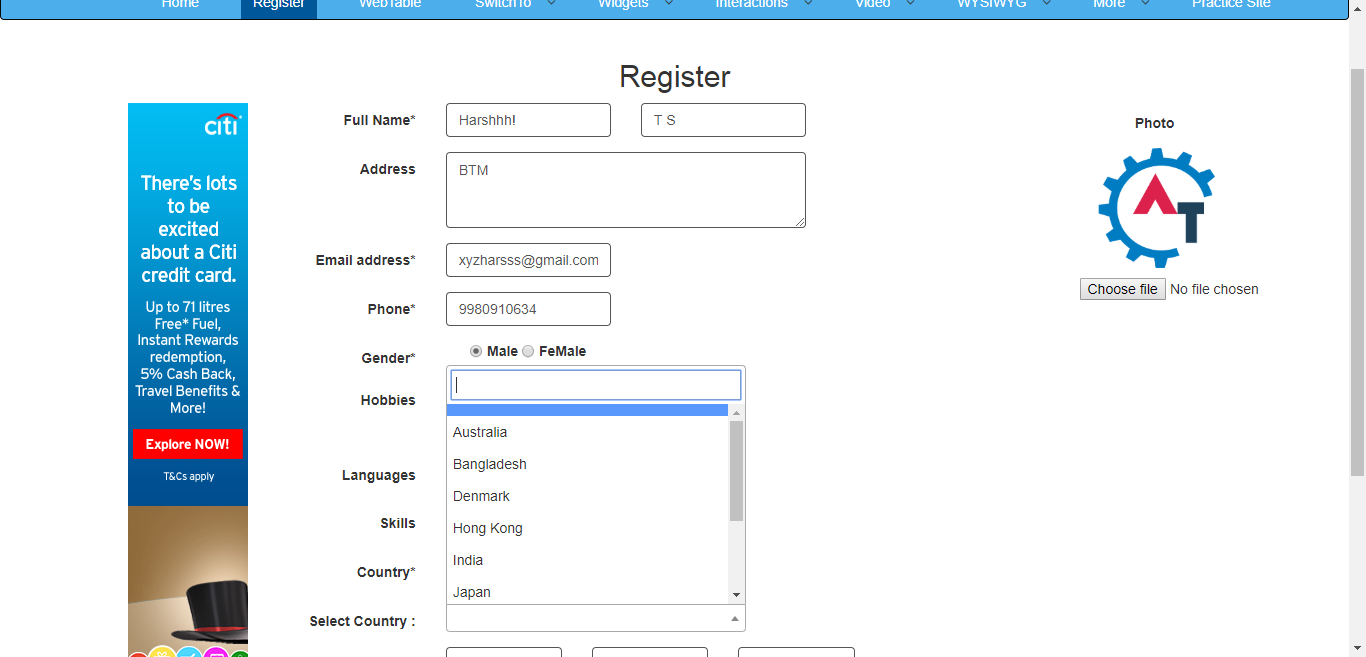 Home Register WebTable SwitchTo Widgets Interactions Video WYSIWYG More Practice Site
Register
citi
There's lots
to be
excited
about a Citi
credit card.
Up to 71 litres
Free* Fuel,
Instant Rewards
redemption,
5% Cash Back,
Travel Benefits &
More!
Explore NOW!
T&Cs apply
Full Name* Harshhh! T S
Address BTM
Email address* xyzharsss@gmail.com
Phone* 9980910634
Gender* Male FeMale
Hobbies
Languages
Skills
Country*
Select Country :
Australia
Bangladesh
Denmark
Hong Kong
India
Japan
Photo
AT
Choose file No file chosen